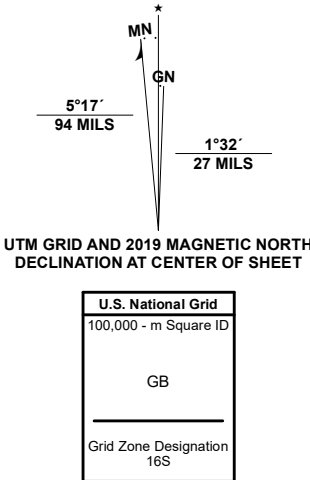 ★
MN
GN
5°17´
94 MILS
1°32´
27 MILS
UTM GRID AND 2019 MAGNETIC NORTH
DECLINATION AT CENTER OF SHEET
U.S. National Grid
100,000 - m Square ID
GB
Grid Zone Designation
16S